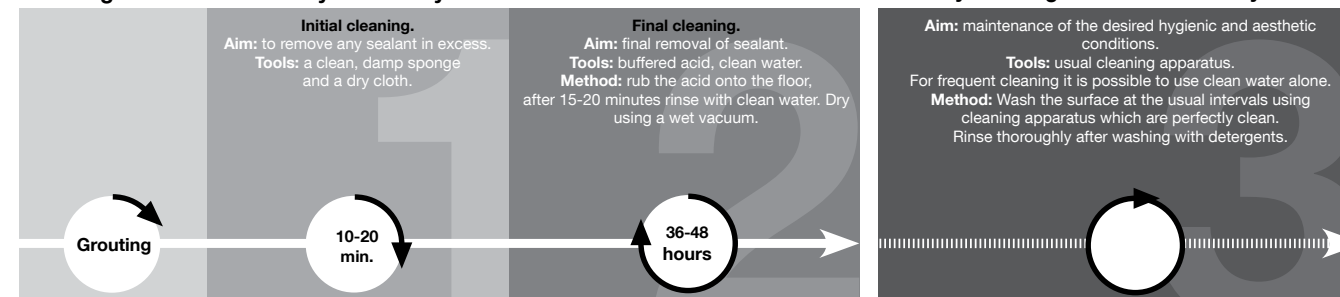 Initial cleaning.
Aim: to remove any sealant in excess.
Tools: a clean, damp sponge
and a dry cloth.
1
Final cleaning.
Aim: final removal of sealant.
Tools: buffered acid, clean water.
Method: rub the acid onto the floor,
after 15-20 minutes rinse with clean water. Dry
using a wet vacuum.
2
Grouting
10-20
min.
36-48
hours
Aim: maintenance of the desired hygienic and aesthetic
conditions.
Tools: usual cleaning apparatus.
For frequent cleaning it is possible to use clean water alone.
Method: Wash the surface at the usual intervals using
cleaning apparatus which are perfectly clean.
Rinse thoroughly after washing with detergents.
3